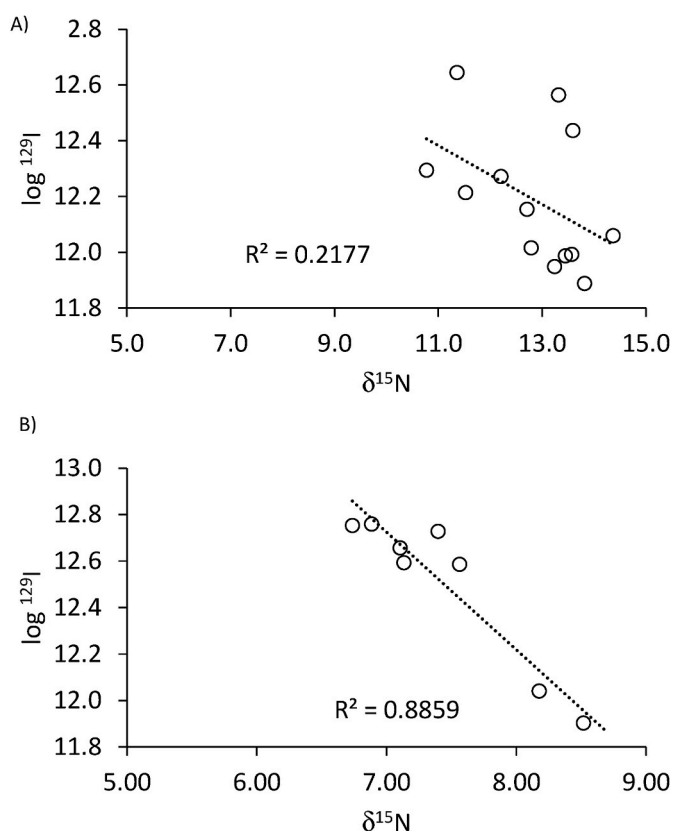 A)
2.8
12.6
12.4
12.2
12.0
11.8
log ¹²⁹I
R² = 0.2177
5.0 7.0 9.0 11.0 13.0 15.0
δ¹⁵N
B)
13.0
12.8
12.6
12.4
12.2
12.0
11.8
log ¹²⁹I
R² = 0.8859
5.00 6.00 7.00 8.00 9.00
δ¹⁵N